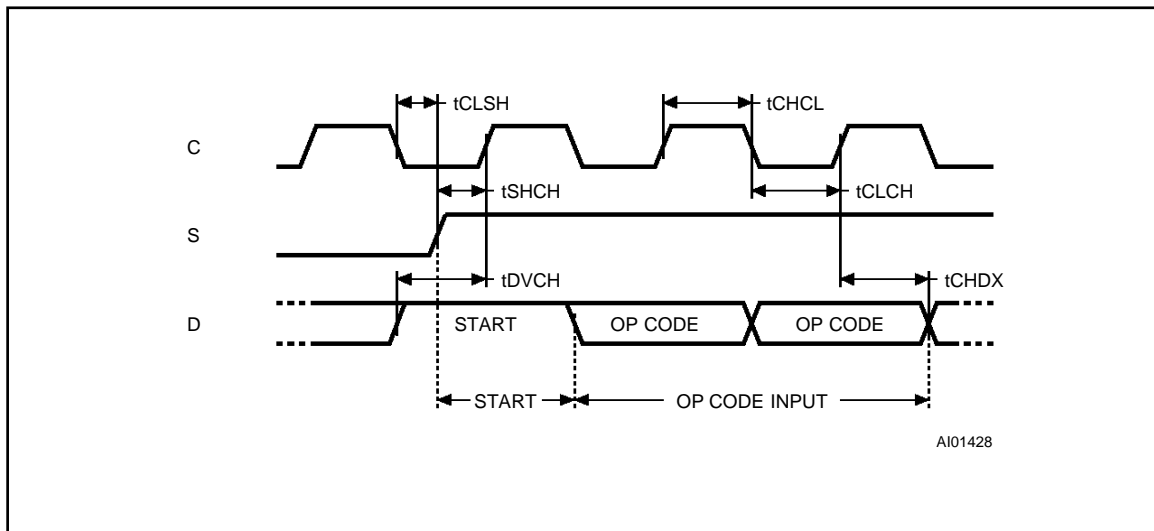 tCLSH
tCHCL
C
tSHCH
tCLCH
S
tDVCH
tCHDX
D
START
OP CODE
OP CODE
START
OP CODE INPUT
AI01428